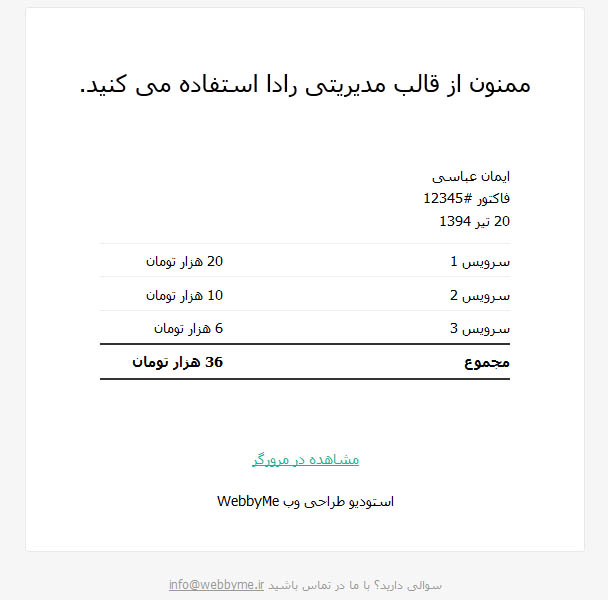 ممنون از قالب مدیریتی رادا استفاده می کنید.
ایمان عباسی
فاکتور #12345
20 تیر 1394
سرویس 1 20 هزار تومان
سرویس 2 10 هزار تومان
سرویس 3 6 هزار تومان
مجموع 36 هزار تومان
مشاهده در مرورگر
استودیو طراحی وب WebbyMe
سوالی دارید؟ با ما در تماس باشید info@webbyme.ir